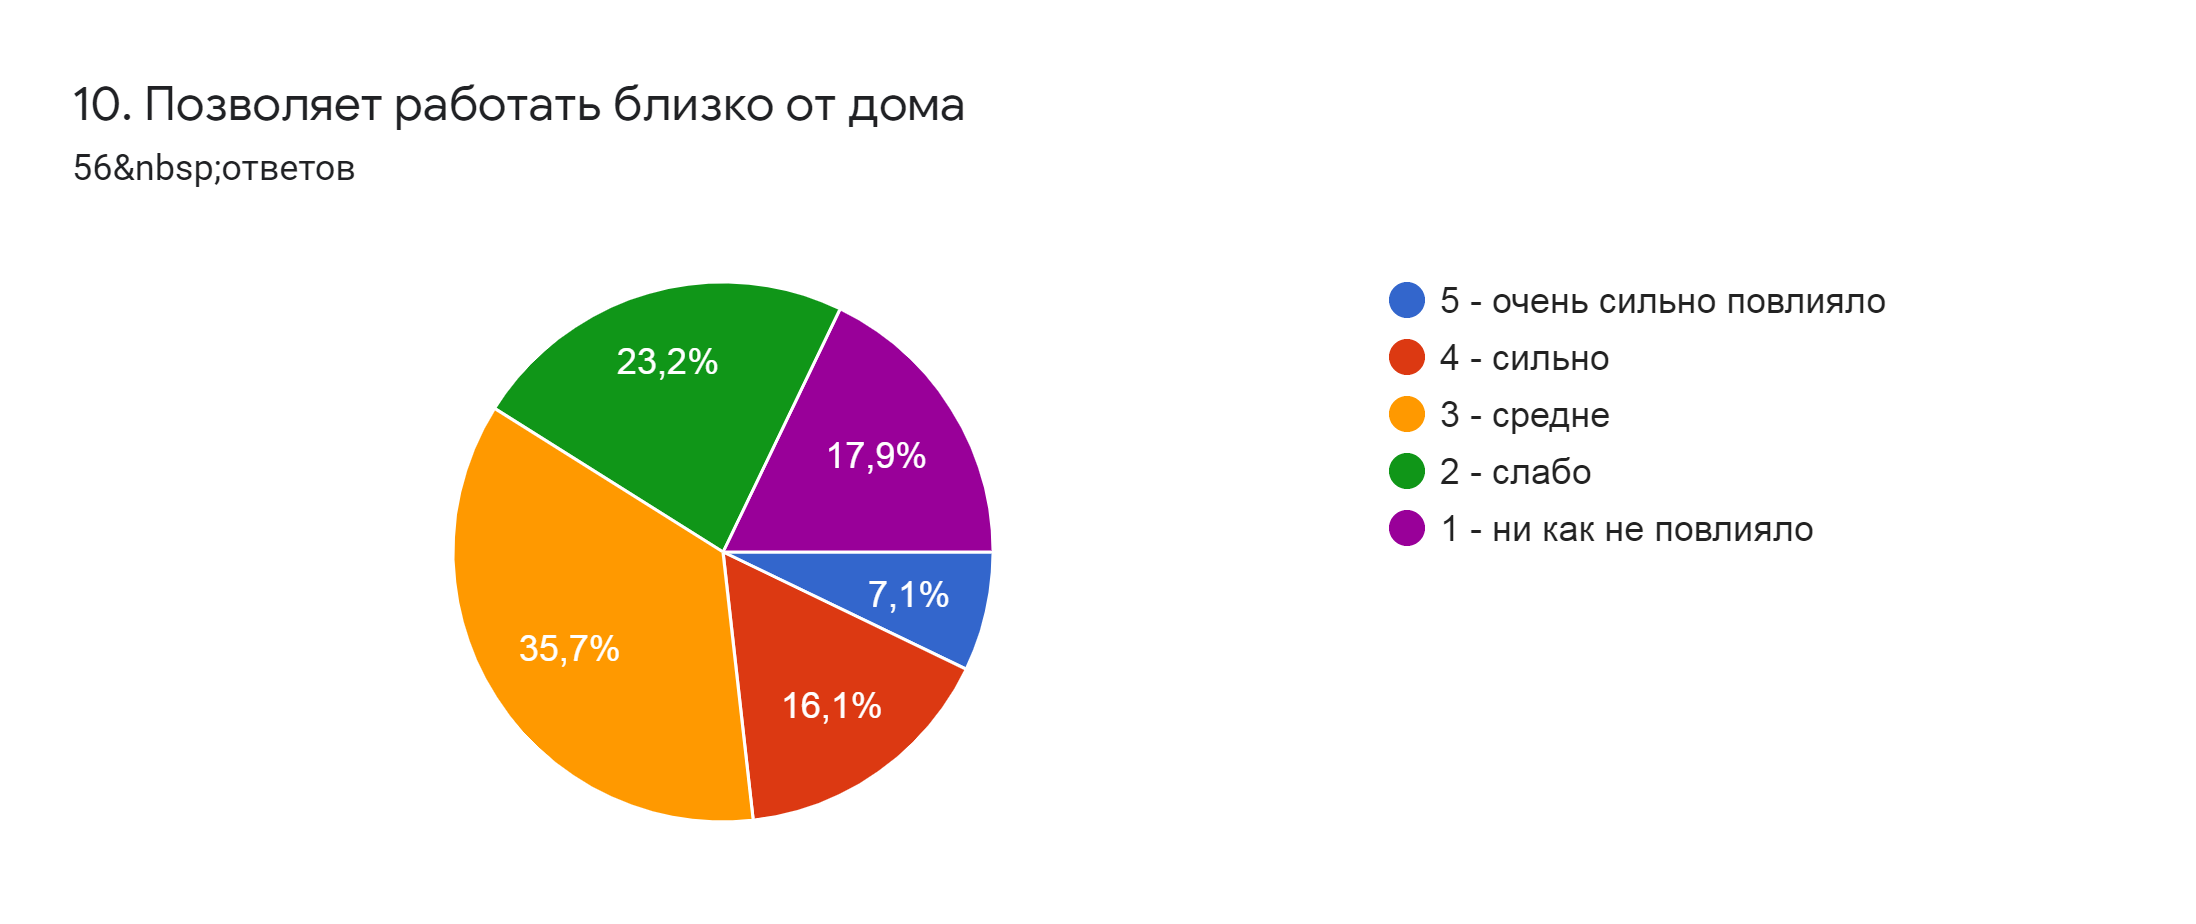 10. Позволяет работать близко от дома
56&nbsp;ответов
23,2%
17,9%
7,1%
35,7%
16,1%
5 - очень сильно повлияло
4 - сильно
3 - средне
2 - слабо
1 - ни как не повлияло